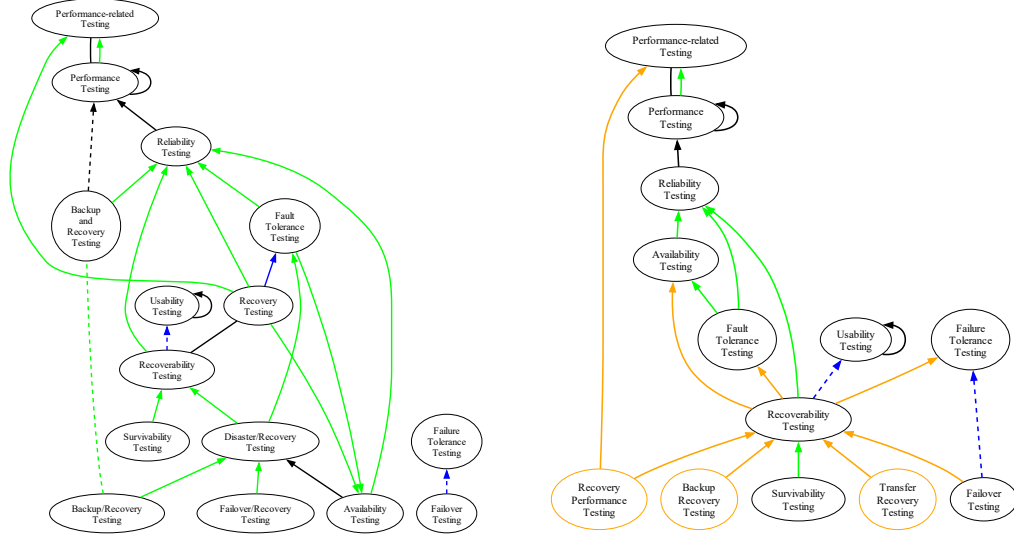 Performance-related
Testing
Performance
Testing
Reliability
Testing
Backup
and
Recovery
Testing
Fault
Tolerance
Testing
Usability
Testing
Recovery
Testing
Recoverability
Testing
Survivability
Testing
Disaster/Recovery
Testing
Failure
Tolerance
Testing
Backup/Recovery
Testing
Failover/Recovery
Testing
Availability
Testing
Failover
Testing
Performance-related
Testing
Performance
Testing
Reliability
Testing
Availability
Testing
Fault
Tolerance
Testing
Usability
Testing
Failure
Tolerance
Testing
Recoverability
Testing
Recovery
Performance
Testing
Backup
Recovery
Testing
Survivability
Testing
Transfer
Recovery
Testing
Failover
Testing